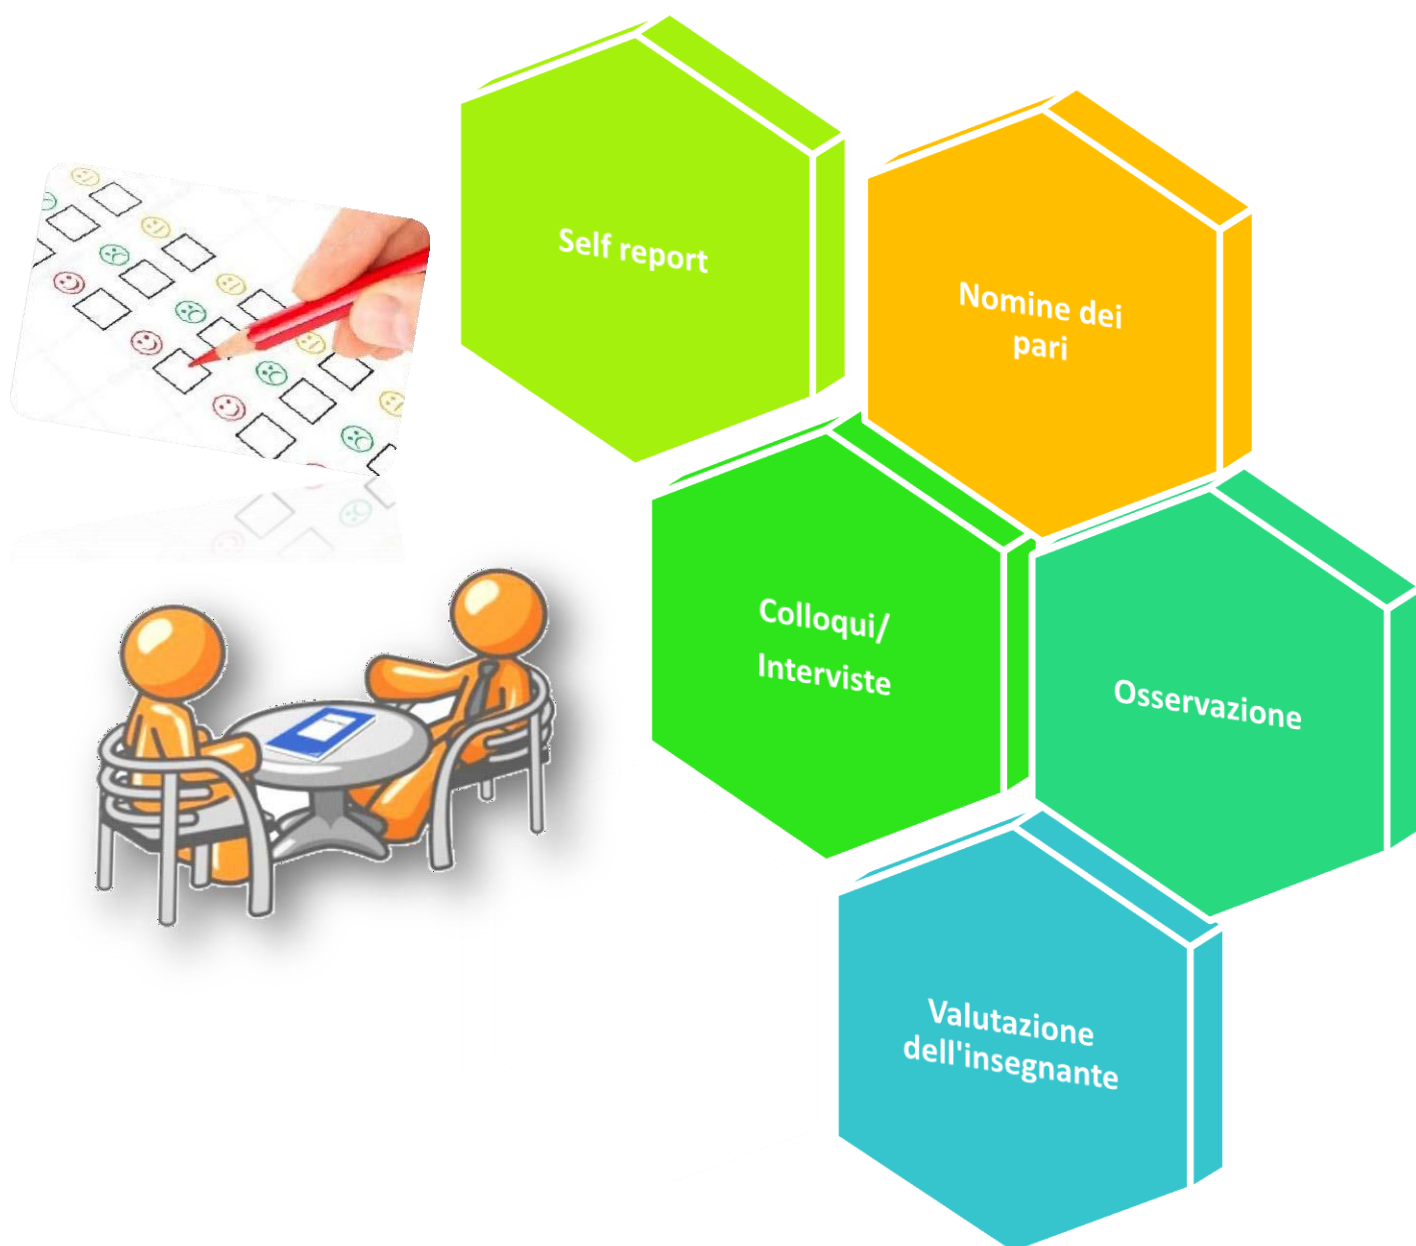 Self report
Nomine dei
pari
Colloqui/
Interviste
Osservazione
Valutazione
dell'insegnante